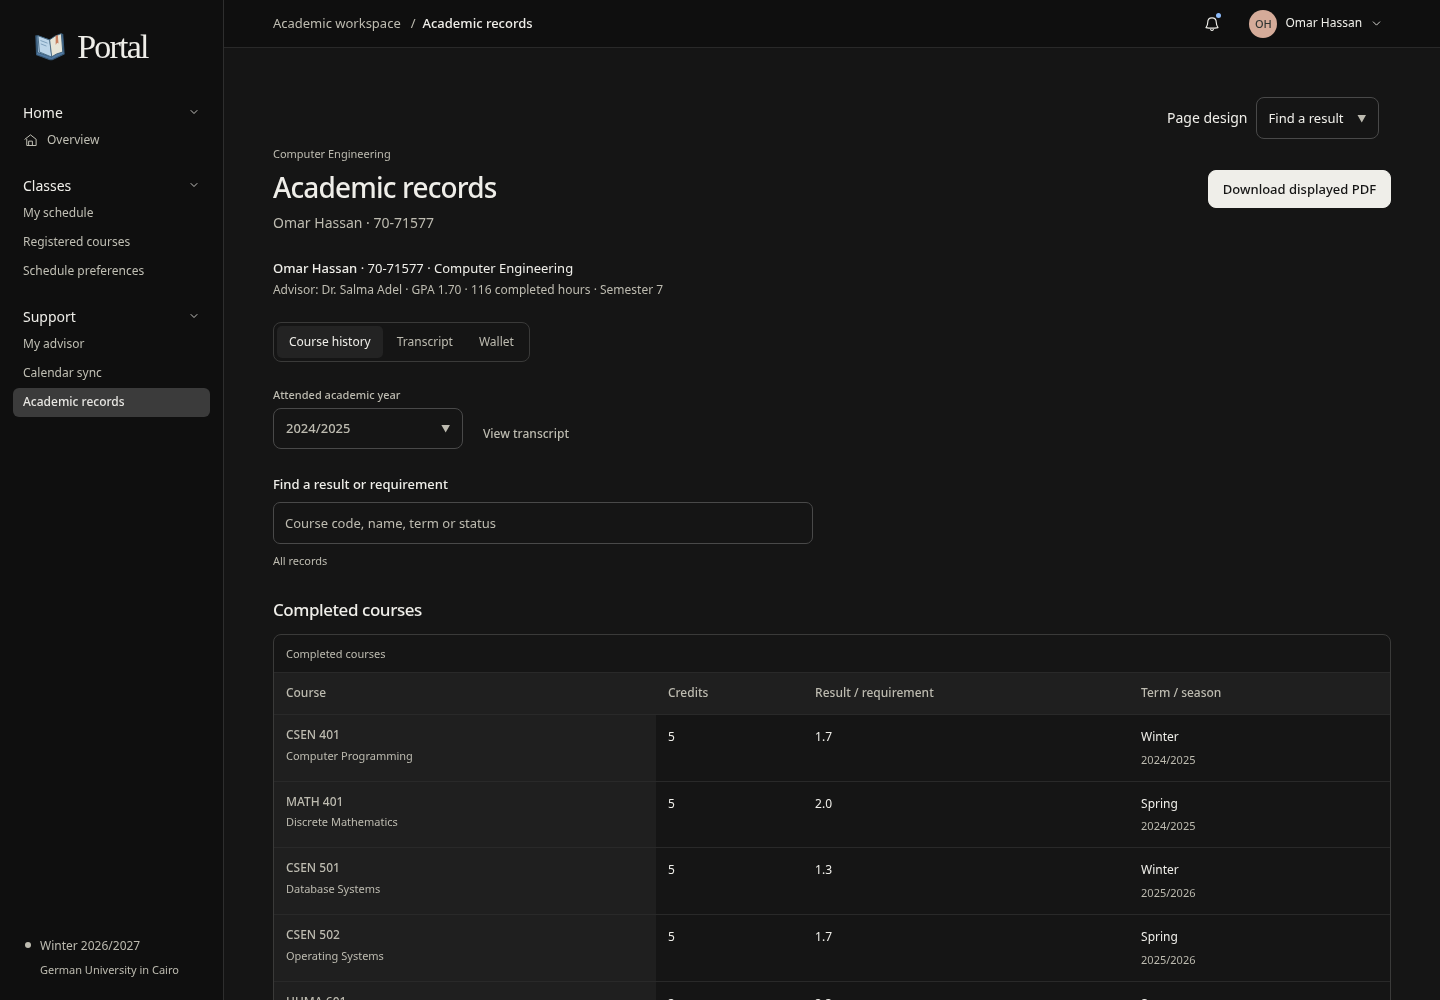 Portal
Home
Overview
Classes
My schedule
Registered courses
Schedule preferences
Support
My advisor
Calendar sync
Academic records
Winter 2026/2027
German University in Cairo
Academic workspace / Academic records
OH Omar Hassan
Page design Find a result
Computer Engineering
Academic records
Download displayed PDF
Omar Hassan · 70-71577
Omar Hassan · 70-71577 · Computer Engineering
Advisor: Dr. Salma Adel · GPA 1.70 · 116 completed hours · Semester 7
Course history Transcript Wallet
Attended academic year
2024/2025 View transcript
Find a result or requirement
Course code, name, term or status
All records
Completed courses
Completed courses
Course Credits Result / requirement Term / season
CSEN 401 5 1.7 Winter
Computer Programming 2024/2025
MATH 401 5 2.0 Spring
Discrete Mathematics 2024/2025
CSEN 501 5 1.3 Winter
Database Systems 2025/2026
CSEN 502 5 1.7 Spring
Operating Systems 2025/2026